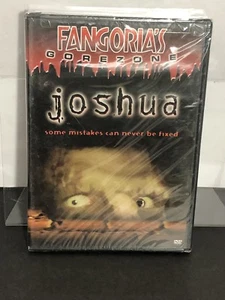 FANGORIA'S
GOREZONE
joshua
some mistakes can never be fixed
DVD